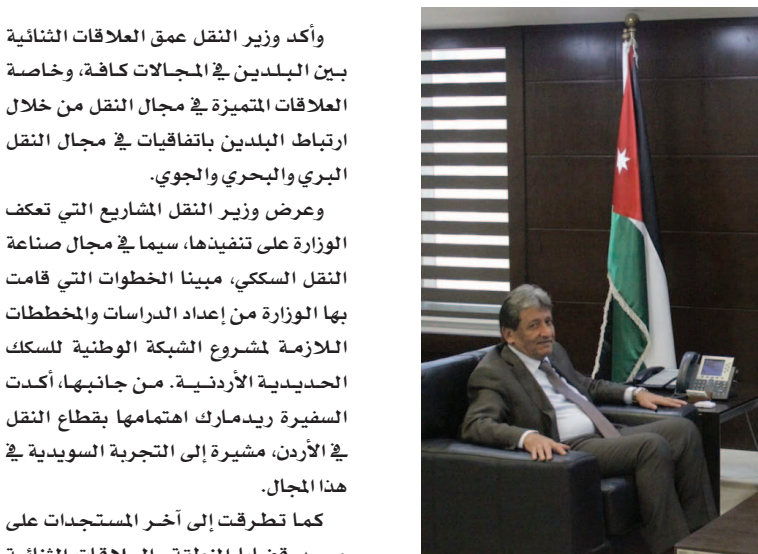 وأكد وزير النقل عمق العلاقات الثنائية
بين البلدين في المجالات كافة، وخاصة
العلاقات المتميزة في مجال النقل من خلال
ارتباط البلدين باتفاقيات في مجال النقل
البري والبحري والجوي.
وعرض وزير النقل المشاريع التي تعكف
الوزارة على تنفيذها، سيما في مجال صناعة
النقل السككي، مبينا الخطوات التي قامت
بها الوزارة من إعداد الدراسات والمخططات
اللازمة لمشروع الشبكة الوطنية للسكك
الحديدية الأردنية. من جانبها، أكدت
السفيرة ريدمارك اهتمامها بقطاع النقل
في الأردن، مشيرة إلى التجربة السويدية في
هذا المجال.
كما تطرقت إلى آخر المستجدات على